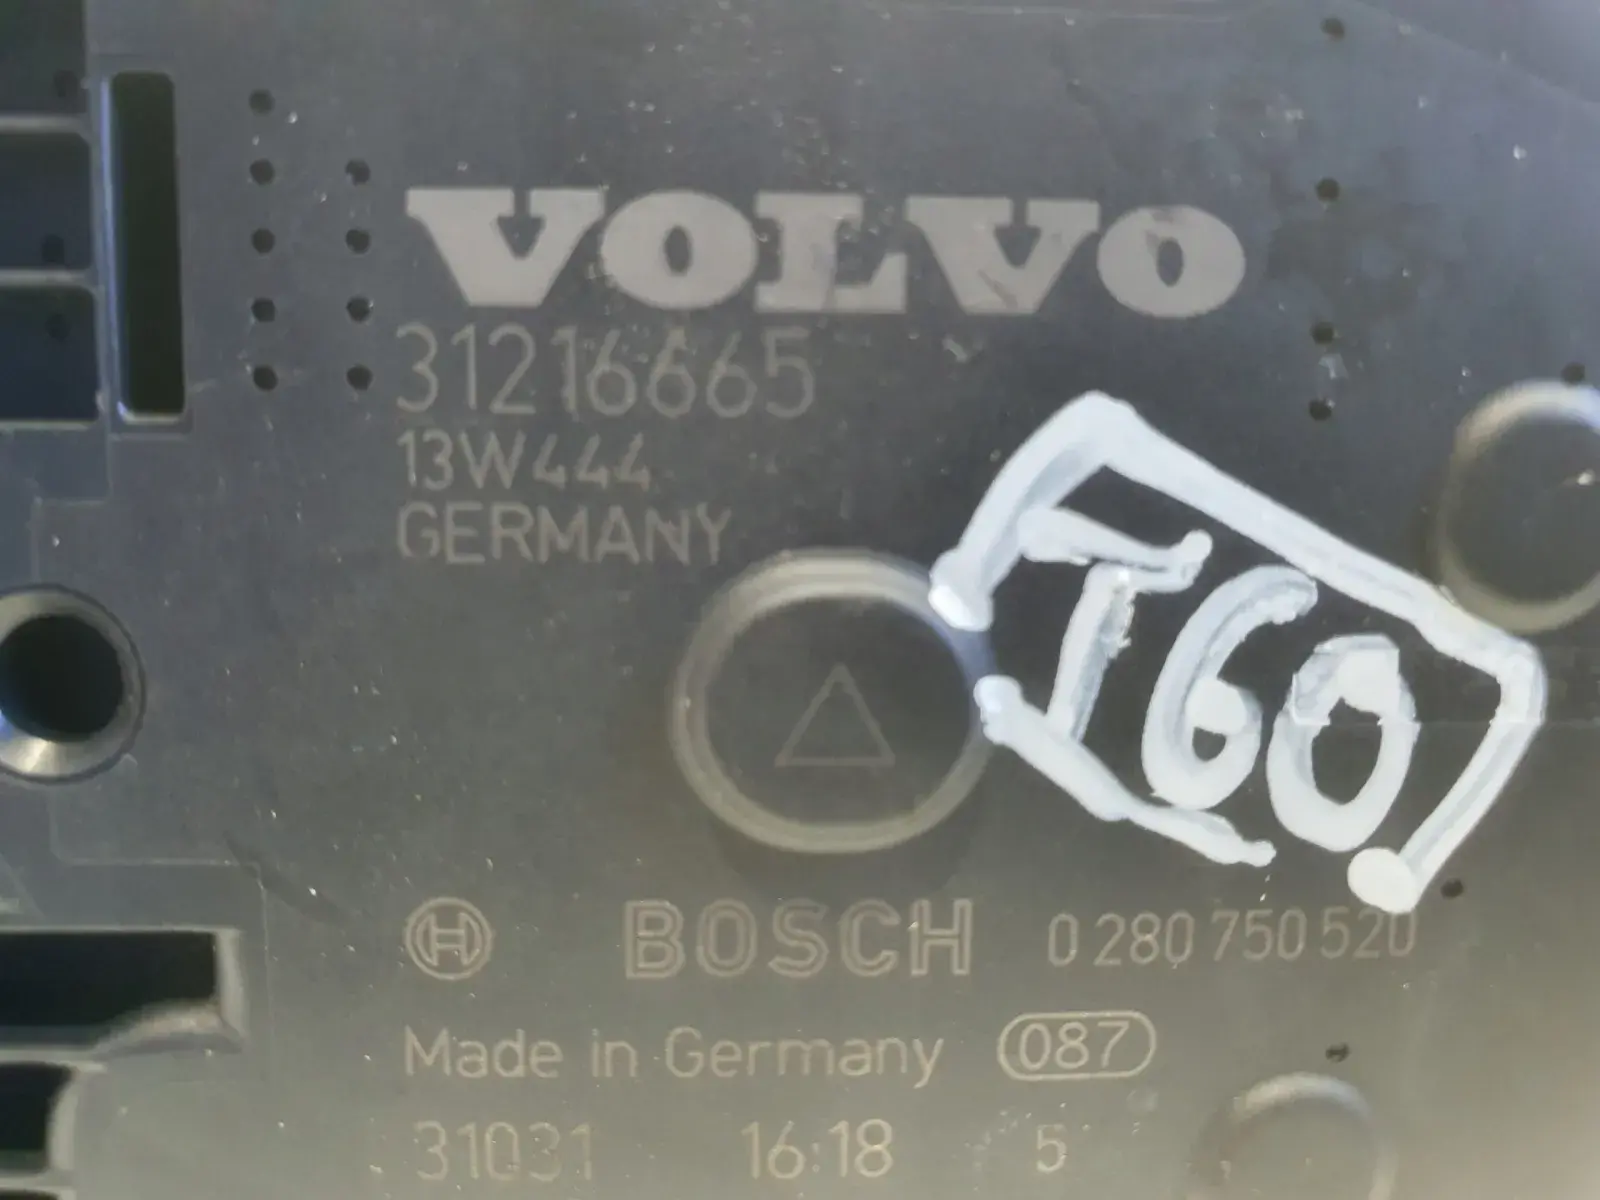 VOLVO
31216665
13W444
GERMANY
T60
BOSCH 0 280 750 520
Made in Germany 087
31031 16:18 5